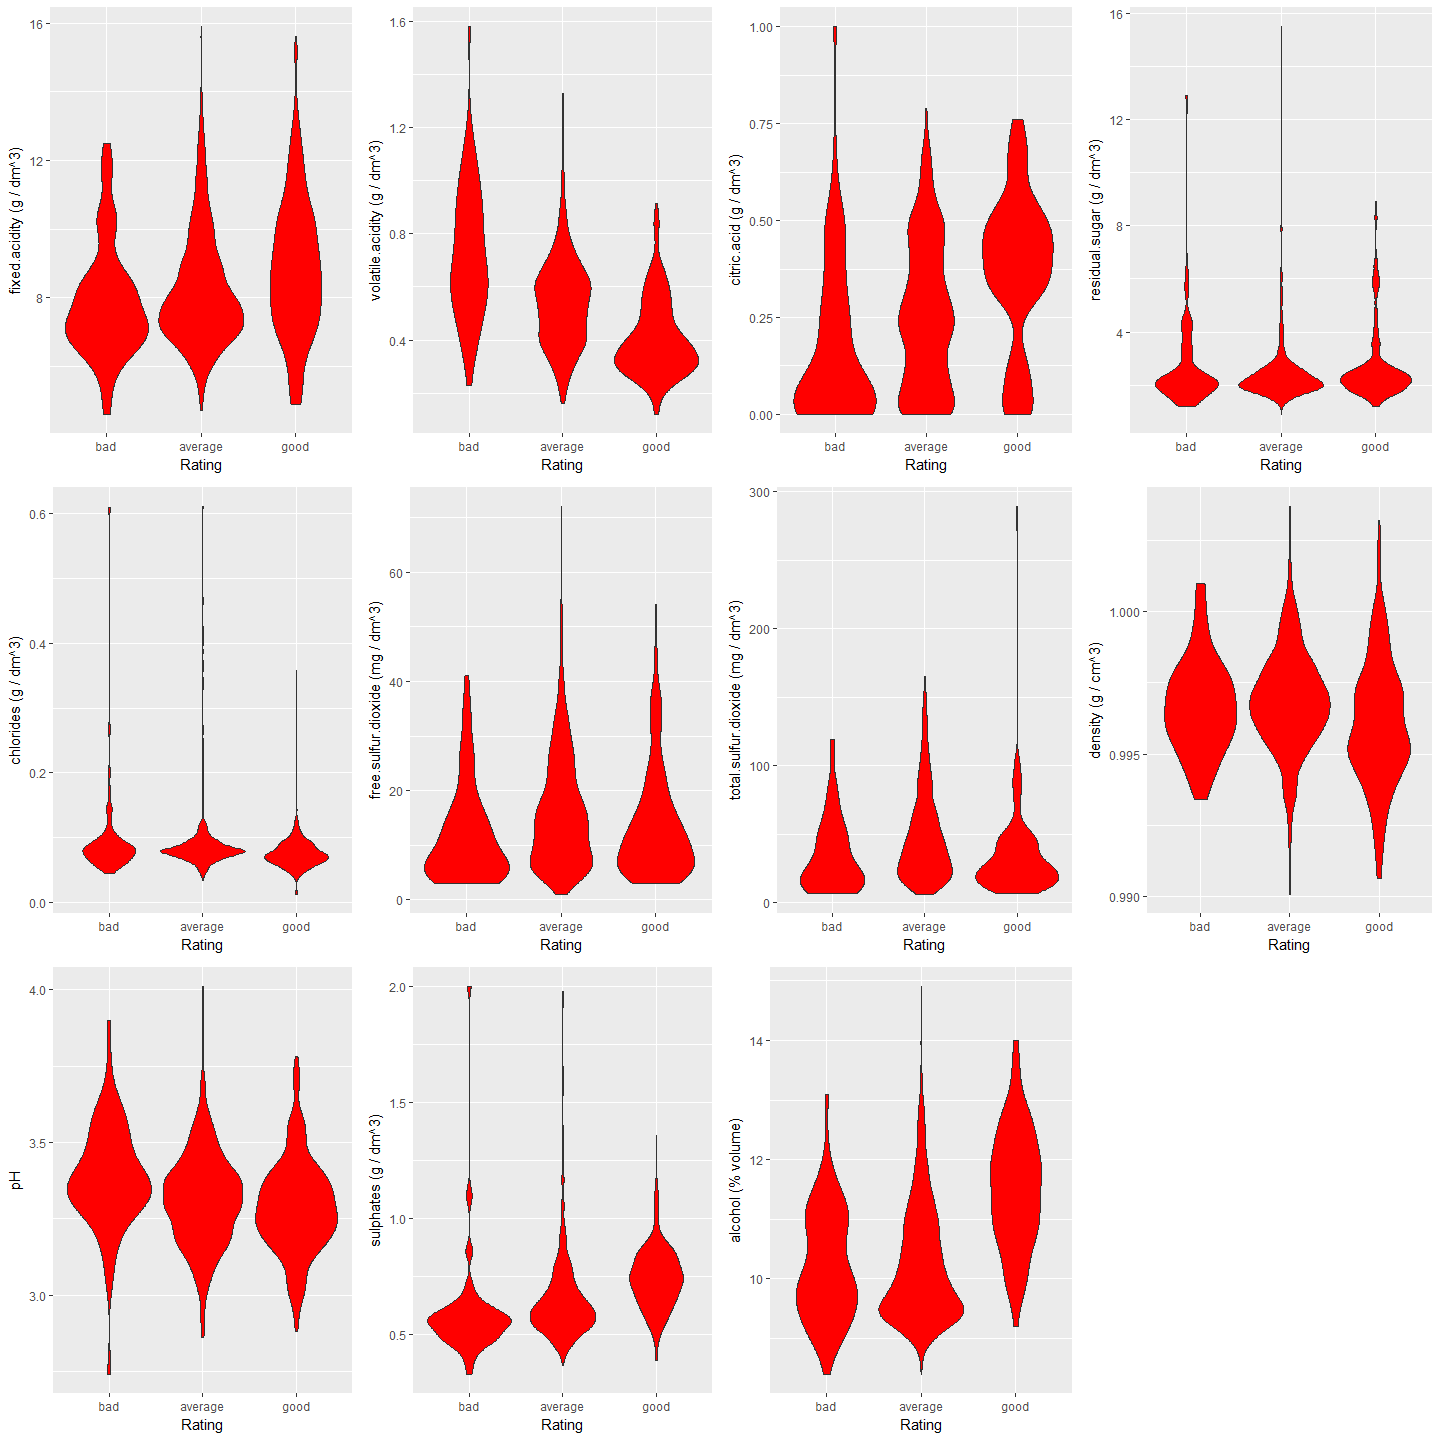 fixed.acidity (g / dm^3)
16
12
8
bad average good
Rating
volatile.acidity (g / dm^3)
1.6
1.2
0.8
0.4
bad average good
Rating
citric.acid (g / dm^3)
1.00
0.75
0.50
0.25
0.00
bad average good
Rating
residual.sugar (g / dm^3)
16
12
8
4
bad average good
Rating
chlorides (g / dm^3)
0.6
0.4
0.2
0.0
bad average good
Rating
free.sulfur.dioxide (mg / dm^3)
60
40
20
0
bad average good
Rating
total.sulfur.dioxide (mg / dm^3)
300
200
100
0
bad average good
Rating
density (g / cm^3)
1.000
0.995
0.990
bad average good
Rating
pH
4.0
3.5
3.0
bad average good
Rating
sulphates (g / dm^3)
2.0
1.5
1.0
0.5
bad average good
Rating
alcohol (% volume)
14
12
10
bad average good
Rating